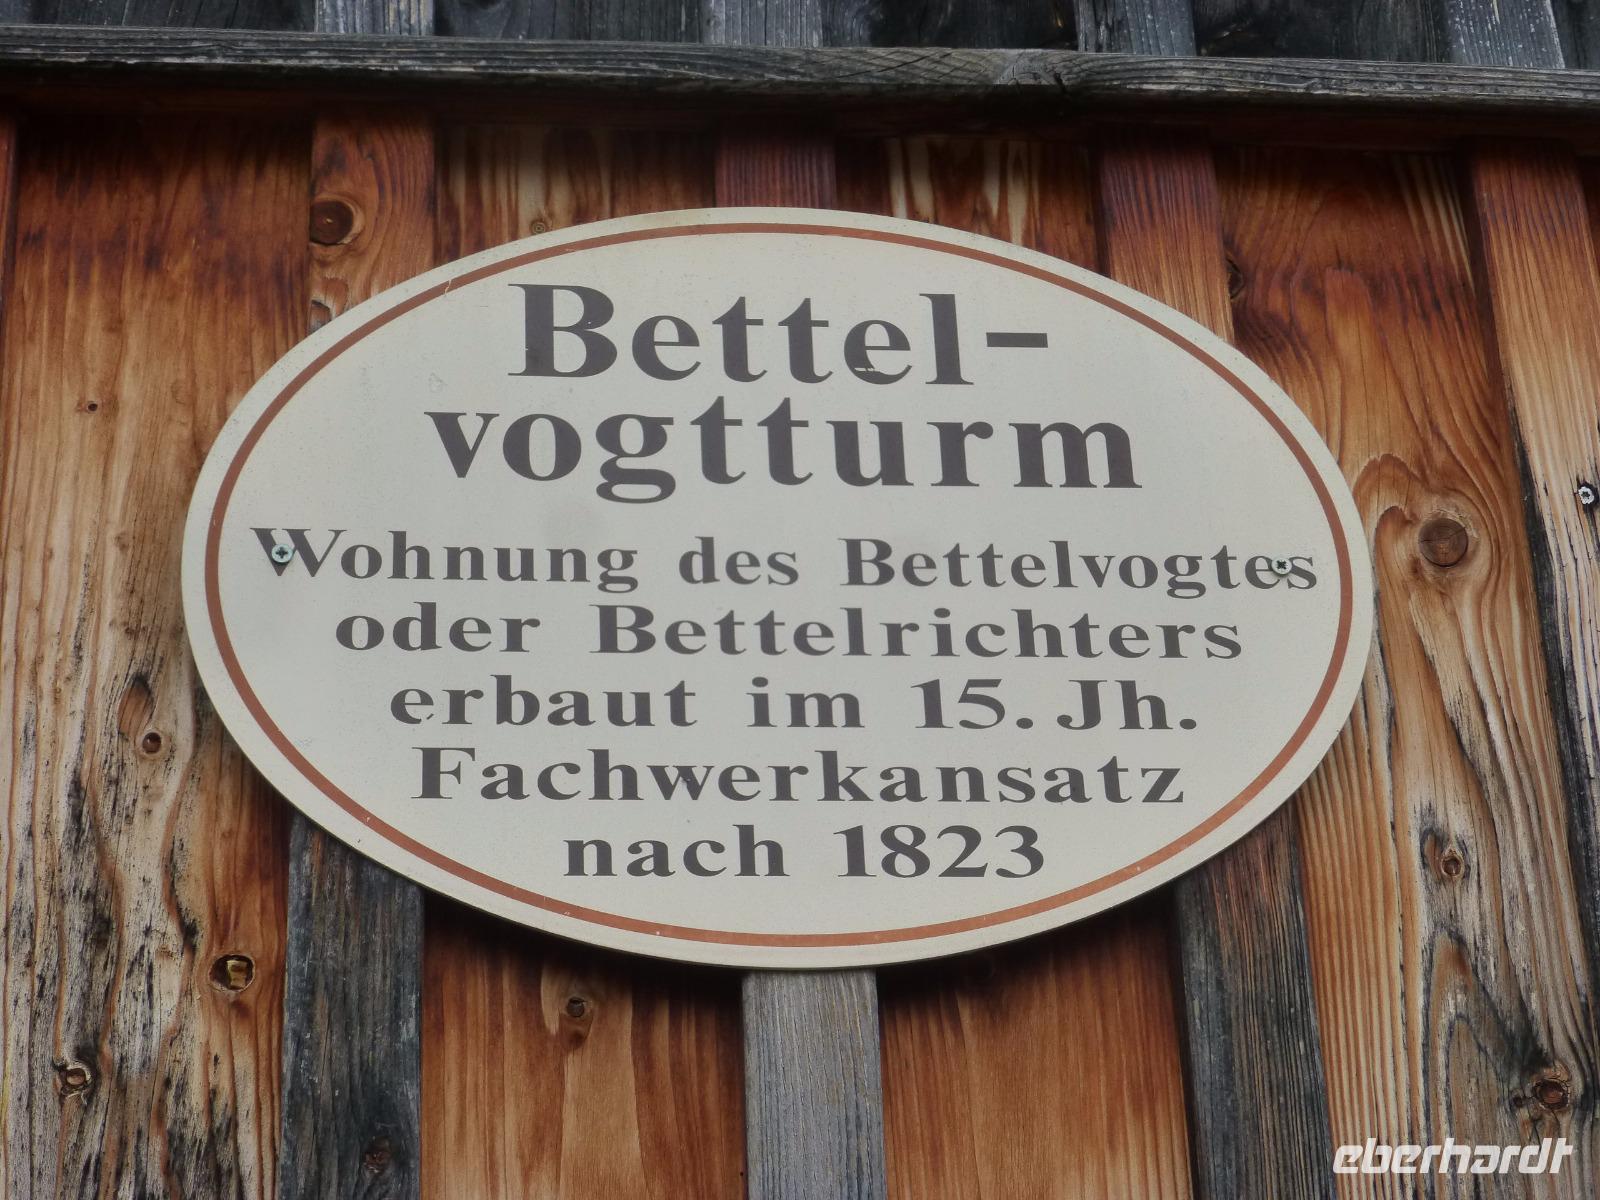 Bettel-
vogtturm
Wohnung des Bettelvogtes
oder Bettelrichters
erbaut im 15. Jh.
Fachwerkansatz
nach 1823
eberhardt